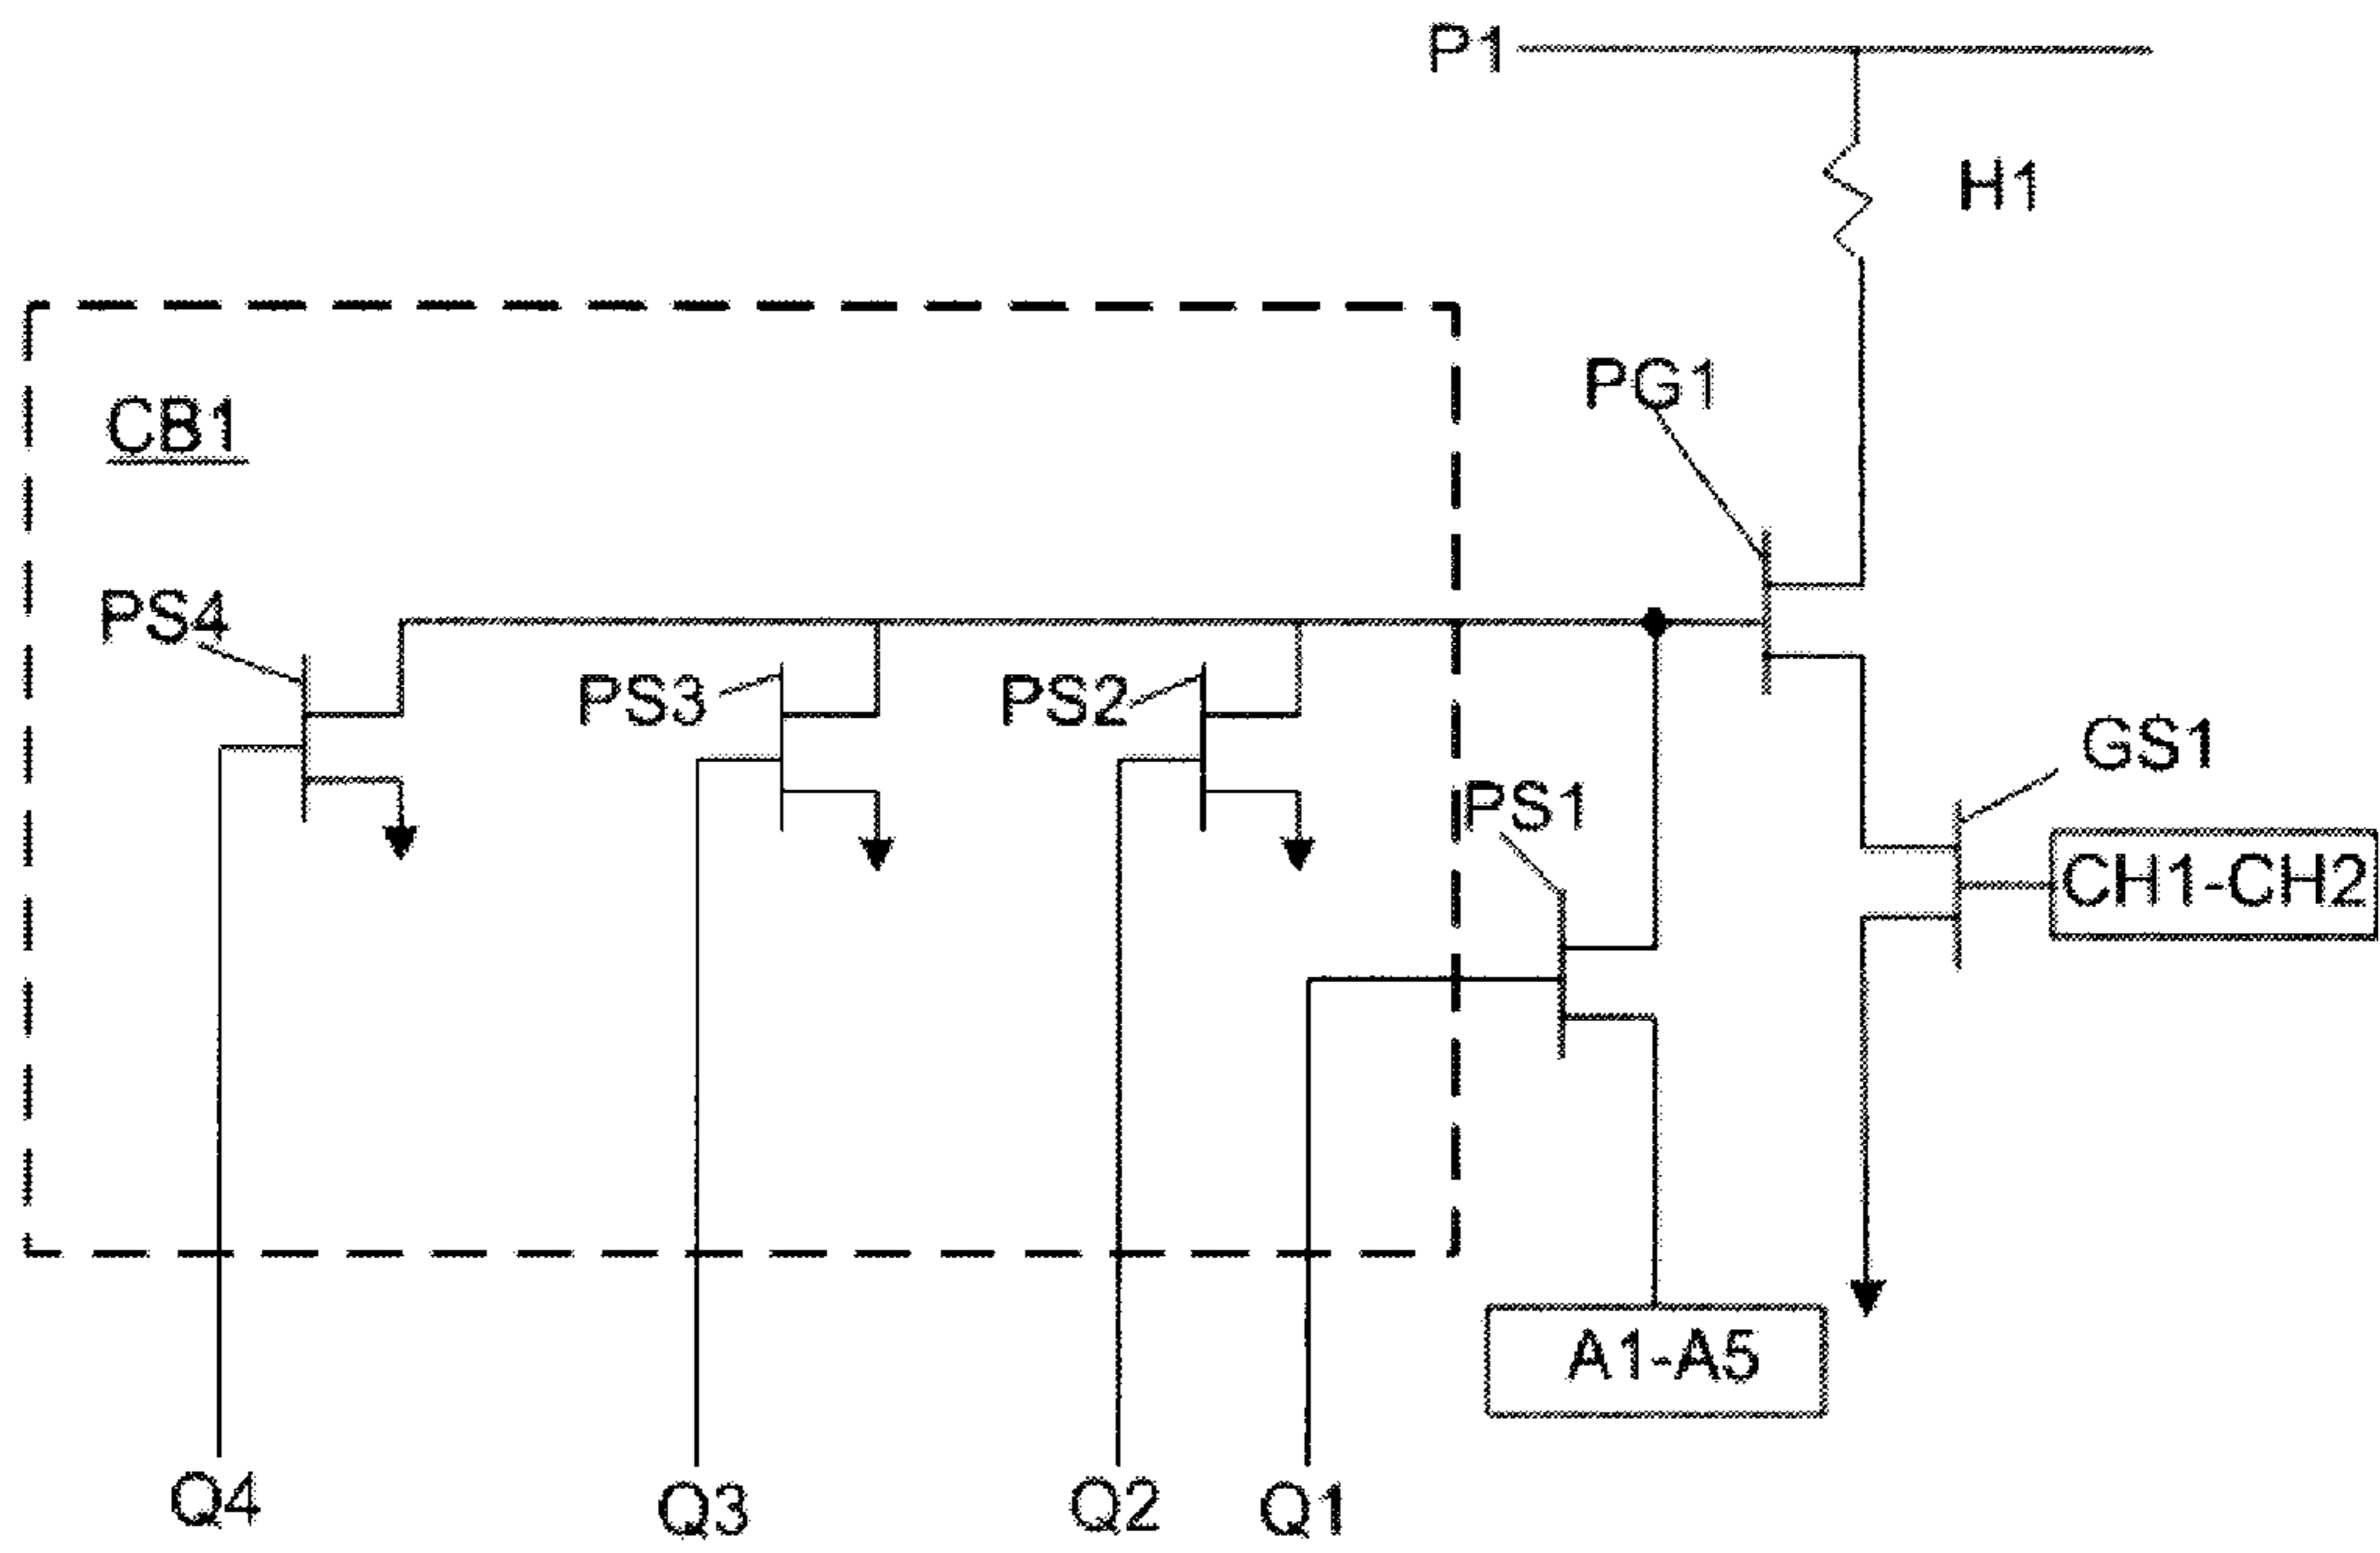 P1
H1
PG1
CB1
PS4
PS3
PS2
GS1
PS1
CH1-CH2
A1-A5
Q4
Q3
Q2
Q1